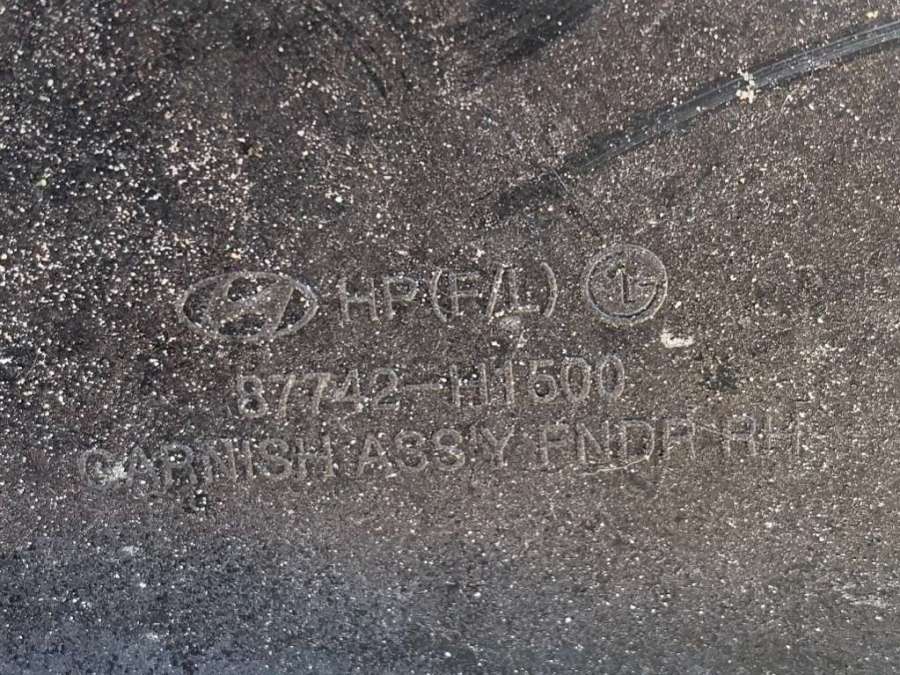 HP(F/L)
87742-H1500
GARNISH ASS'Y FNDR RH